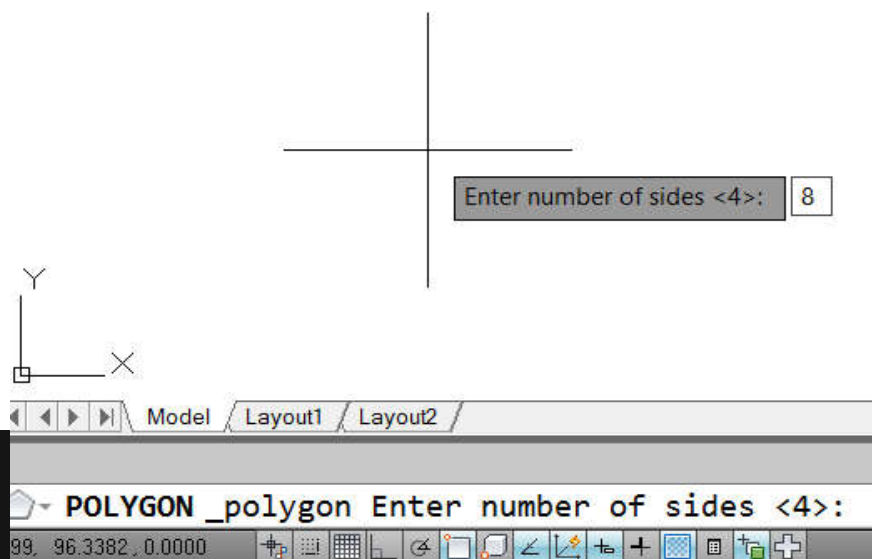 Enter number of sides <4>: 8
Y
X
Model Layout1 Layout2
POLYGON _polygon Enter number of sides <4>:
99, 96.3382, 0.0000